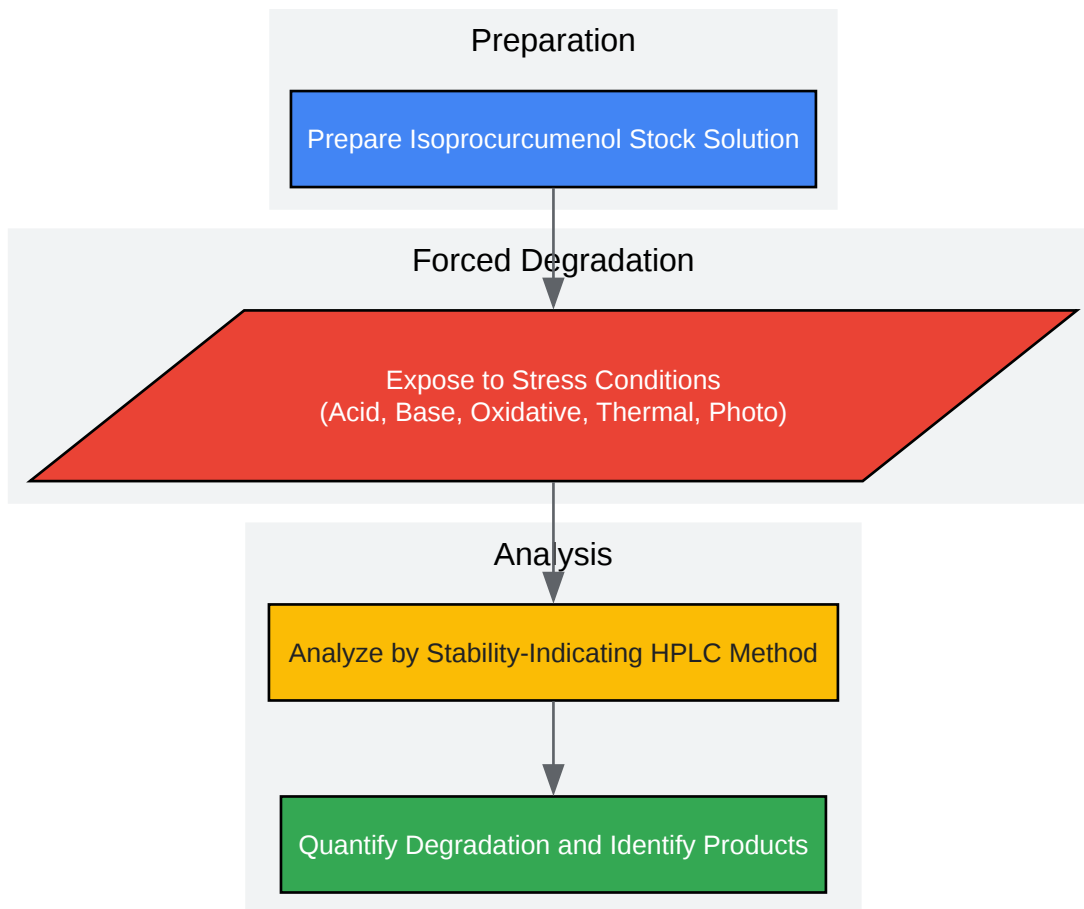 Preparation
Prepare Isoprocurcumenol Stock Solution
Forced Degradation
Expose to Stress Conditions
(Acid, Base, Oxidative, Thermal, Photo)
Analysis
Analyze by Stability-Indicating HPLC Method
Quantify Degradation and Identify Products